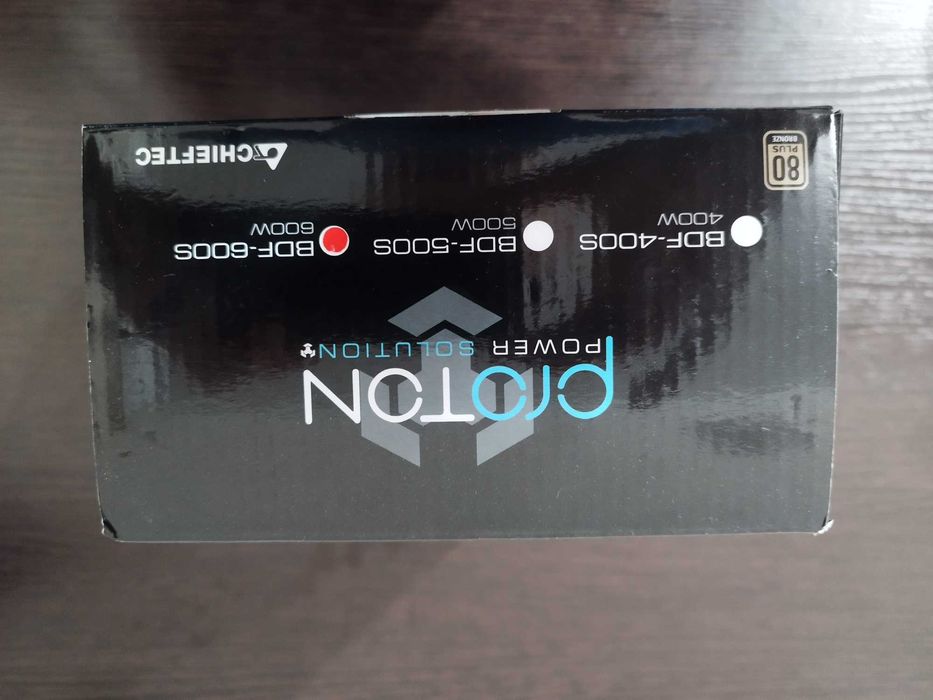 proton
POWER SOLUTION
BDF-400S
400W
BDF-500S
500W
BDF-600S
600W
80
PLUS
BRONZE
CHIEFTEC